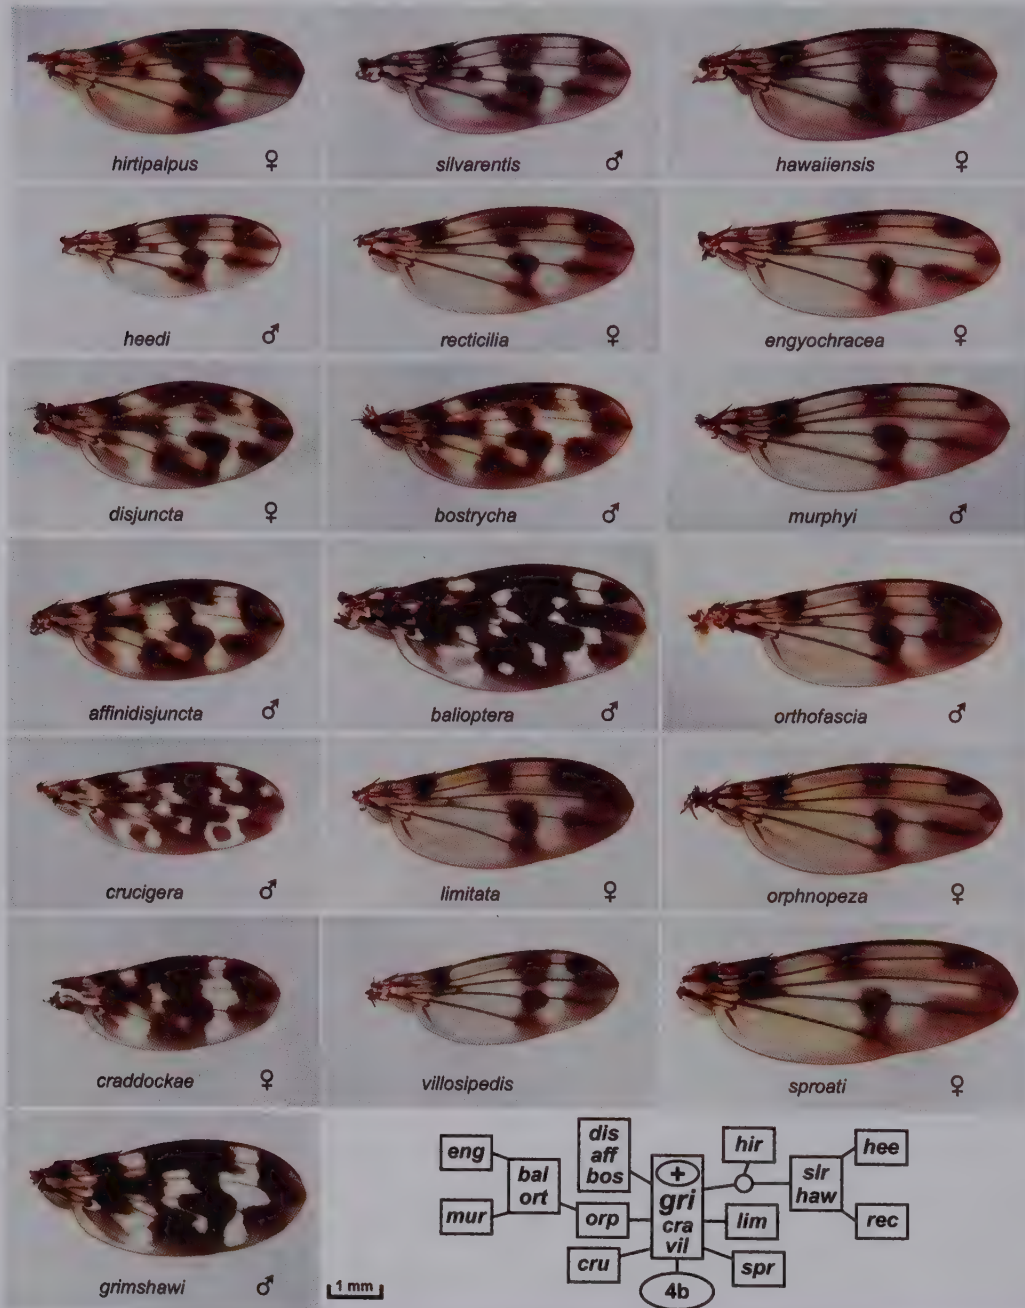 hirtipalpus ♀ silvarentis ♂ hawaiiensis ♀
heedi ♂ recticilia ♀ engyochracea ♀
disjuncta ♀ bostrycha ♂ murphyi ♂
affinidisjuncta ♂ balioptera ♂ orthofascia ♂
crucigera ♂ limitata ♀ orphnopeza ♀
craddockae ♀ villosipedis sproati ♀
grimshawi ♂
1 mm
eng
mur
bal
ort
dis
aff
bos
orp
cru
+
gri
cra
vil
4b
hir
lim
spr
slr
haw
hee
rec